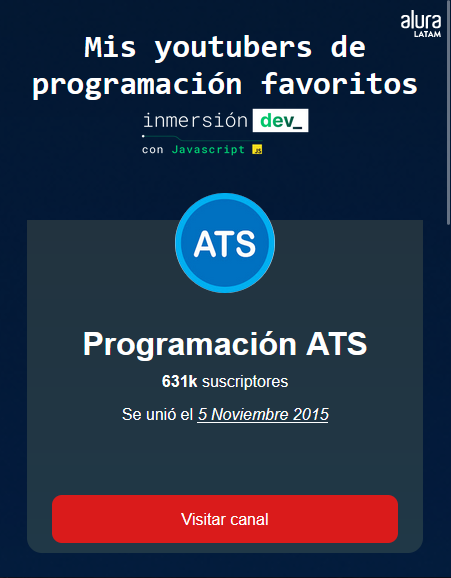 alura
LATAM
Mis youtubers de
programación favoritos
inmersión dev_
con Javascript JS
ATS
Programación ATS
631k suscriptores
Se unió el 5 Noviembre 2015
Visitar canal